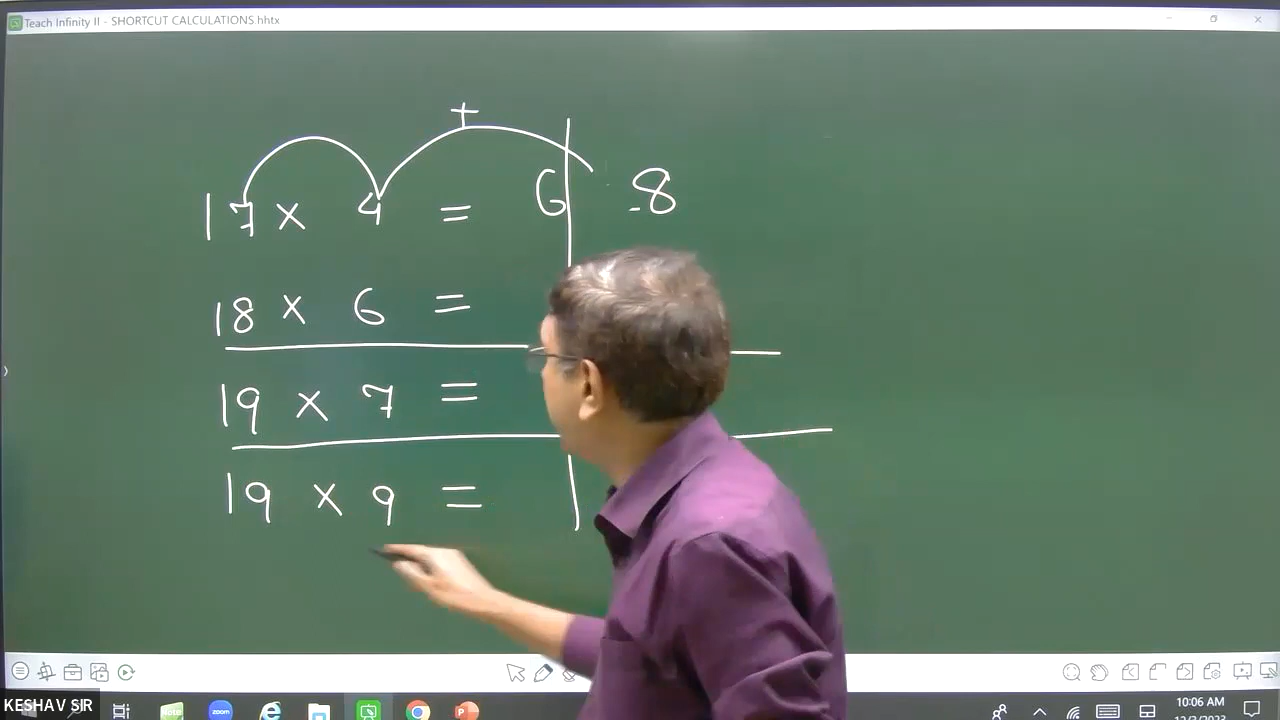 Teach Infinity II - SHORTCUT CALCULATIONS.hhtx
+
17 × 4 = 6 8
18 × 6 =
19 × 7 =
19 × 9 =
KESHAV SIR
zoom
10:06 AM